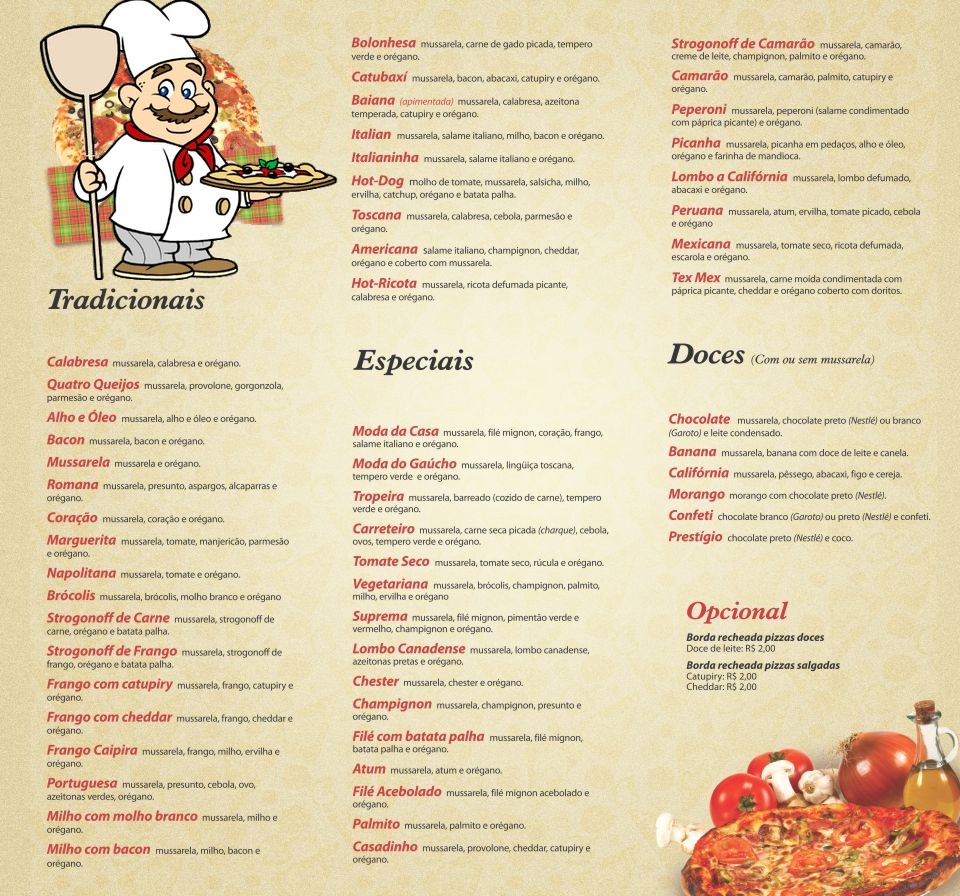 Tradicionais
Calabresa mussarela, calabresa e orégano.
Quatro Queijos mussarela, provolone, gorgonzola,
parmesão e orégano.
Alho e Óleo mussarela, alho e óleo e orégano.
Bacon mussarela, bacon e orégano.
Mussarela mussarela e orégano.
Romana mussarela, presunto, aspargos, alcaparras e
orégano.
Coração mussarela, coração e orégano.
Marguerita mussarela, tomate, manjericão, parmesão
e orégano.
Napolitana mussarela, tomate e orégano.
Brócolis mussarela, brócolis, molho branco e orégano
Strogonoff de Carne mussarela, strogonoff de
carne, orégano e batata palha.
Strogonoff de Frango mussarela, strogonoff de
frango, orégano e batata palha.
Frango com catupiry mussarela, frango, catupiry e
orégano.
Frango com cheddar mussarela, frango, cheddar e
orégano.
Frango Caipira mussarela, frango, milho, ervilha e
orégano.
Portuguesa mussarela, presunto, cebola, ovo,
azeitonas verdes, orégano.
Milho com molho branco mussarela, milho e
orégano.
Milho com bacon mussarela, milho, bacon e
orégano.
Bolonhesa mussarela, carne de gado picada, tempero
verde e orégano.
Catubaxí mussarela, bacon, abacaxi, catupiry e orégano.
Baiana (apimentada) mussarela, calabresa, azeitona
temperada, catupiry e orégano.
Italian mussarela, salame italiano, milho, bacon e orégano.
Italianinha mussarela, salame italiano e orégano.
Hot-Dog molho de tomate, mussarela, salsicha, milho,
ervilha, catchup, orégano e batata palha.
Toscana mussarela, calabresa, cebola, parmesão e
orégano.
Americana salame italiano, champignon, cheddar,
orégano e coberto com mussarela.
Hot-Ricota mussarela, ricota defumada picante,
calabresa e orégano.
Especiais
Moda da Casa mussarela, filé mignon, coração, frango,
salame italiano e orégano.
Moda do Gaúcho mussarela, lingüiça toscana,
tempero verde e orégano.
Tropeira mussarela, barreado (cozido de carne), tempero
verde e orégano.
Carreteiro mussarela, carne seca picada (charque), cebola,
ovos, tempero verde e orégano.
Tomate Seco mussarela, tomate seco, rúcula e orégano.
Vegetariana mussarela, brócolis, champignon, palmito,
milho, ervilha e orégano
Suprema mussarela, filé mignon, pimentão verde e
vermelho, champignon e orégano.
Lombo Canadense mussarela, lombo canadense,
azeitonas pretas e orégano.
Chester mussarela, chester e orégano.
Champignon mussarela, champignon, presunto e
orégano.
Filé com batata palha mussarela, filé mignon,
batata palha e orégano.
Atum mussarela, atum e orégano.
Filé Acebolado mussarela, filé mignon acebolado e
orégano.
Palmito mussarela, palmito e orégano.
Casadinho mussarela, provolone, cheddar, catupiry e
orégano.
Strogonoff de Camarão mussarela, camarão,
creme de leite, champignon, palmito e orégano.
Camarão mussarela, camarão, palmito, catupiry e
orégano.
Peperoni mussarela, peperoni (salame condimentado
com páprica picante) e orégano.
Picanha mussarela, picanha em pedaços, alho e óleo,
orégano e farinha de mandioca.
Lombo a Califórnia mussarela, lombo defumado,
abacaxi e orégano.
Peruana mussarela, atum, ervilha, tomate picado, cebola
e orégano
Mexicana mussarela, tomate seco, ricota defumada,
escarola e orégano.
Tex Mex mussarela, carne moída condimentada com
páprica picante, cheddar e orégano coberto com doritos.
Doces (Com ou sem mussarela)
Chocolate mussarela, chocolate preto (Nestlé) ou branco
(Garoto) e leite condensado.
Banana mussarela, banana com doce de leite e canela.
Califórnia mussarela, pêssego, abacaxi, figo e cereja.
Morango morango com chocolate preto (Nestlé).
Confeti chocolate branco (Garoto) ou preto (Nestlé) e confeti.
Prestígio chocolate preto (Nestlé) e coco.
Opcional
Borda recheada pizzas doces
Doce de leite: R$ 2,00
Borda recheada pizzas salgadas
Catupiry: R$ 2,00
Cheddar: R$ 2,00